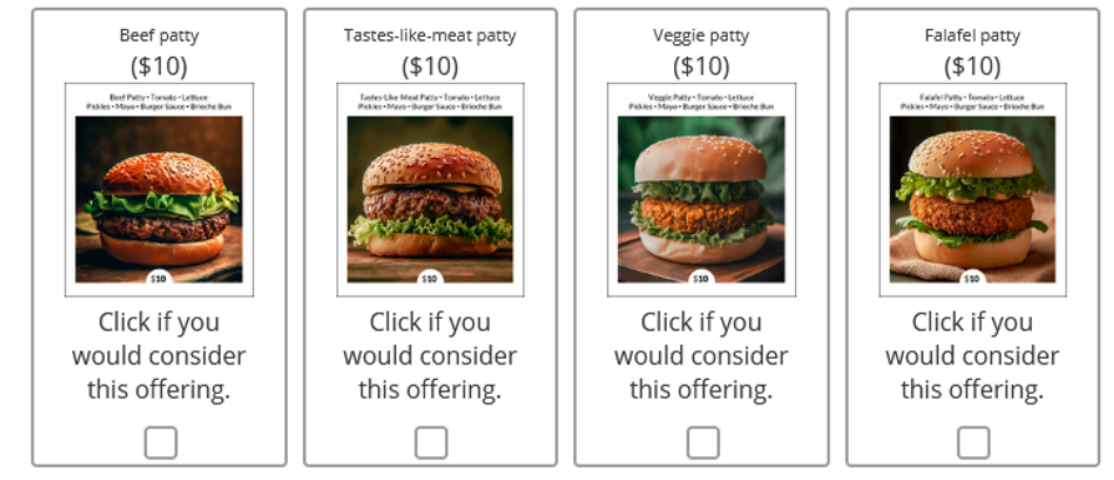 Beef patty
($10)
Beef Patty • Tomato • Lettuce
Pickles • Mayo • Burger Sauce • Brioche Bun
$10
Click if you
would consider
this offering.
Tastes-like-meat patty
($10)
Tastes-Like-Meat Patty • Tomato • Lettuce
Pickles • Mayo • Burger Sauce • Brioche Bun
$10
Click if you
would consider
this offering.
Veggie patty
($10)
Veggie Patty • Tomato • Lettuce
Pickles • Mayo • Burger Sauce • Brioche Bun
$10
Click if you
would consider
this offering.
Falafel patty
($10)
Falafel Patty • Tomato • Lettuce
Pickles • Mayo • Burger Sauce • Brioche Bun
$10
Click if you
would consider
this offering.